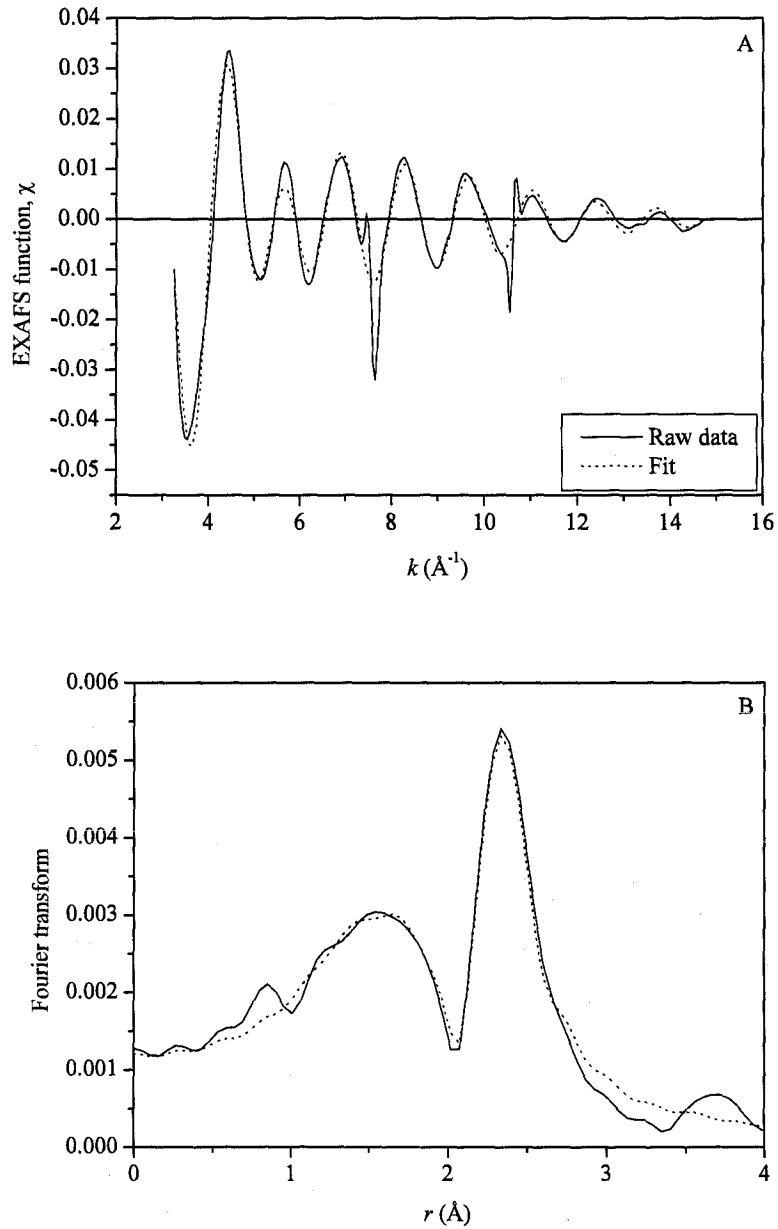 A
0.04
0.03
0.02
0.01
0.00
-0.01
-0.02
-0.03
-0.04
-0.05
EXAFS function, χ
Raw data
Fit
2 4 6 8 10 12 14 16
k (Å-1)
B
0.006
0.005
0.004
0.003
0.002
0.001
0.000
Fourier transform
0 1 2 3 4
r (Å)